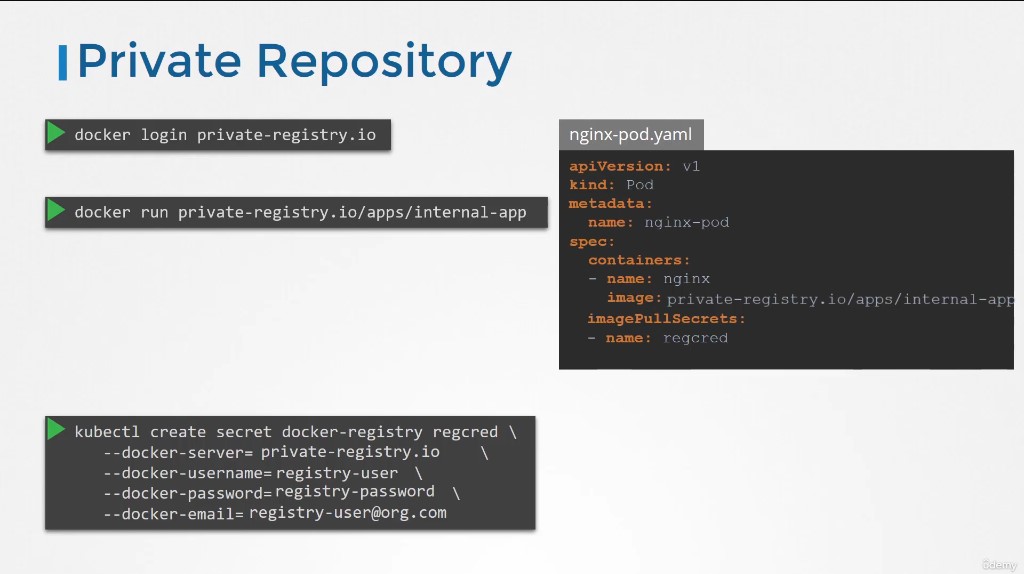 Private Repository
docker login private-registry.io
docker run private-registry.io/apps/internal-app
nginx-pod.yaml
apiVersion: v1
kind: Pod
metadata:
  name: nginx-pod
spec:
  containers:
  - name: nginx
    image: private-registry.io/apps/internal-app
  imagePullSecrets:
  - name: regcred
kubectl create secret docker-registry regcred \
   --docker-server= private-registry.io \
   --docker-username= registry-user \
   --docker-password= registry-password \
   --docker-email= registry-user@org.com
ûdemy